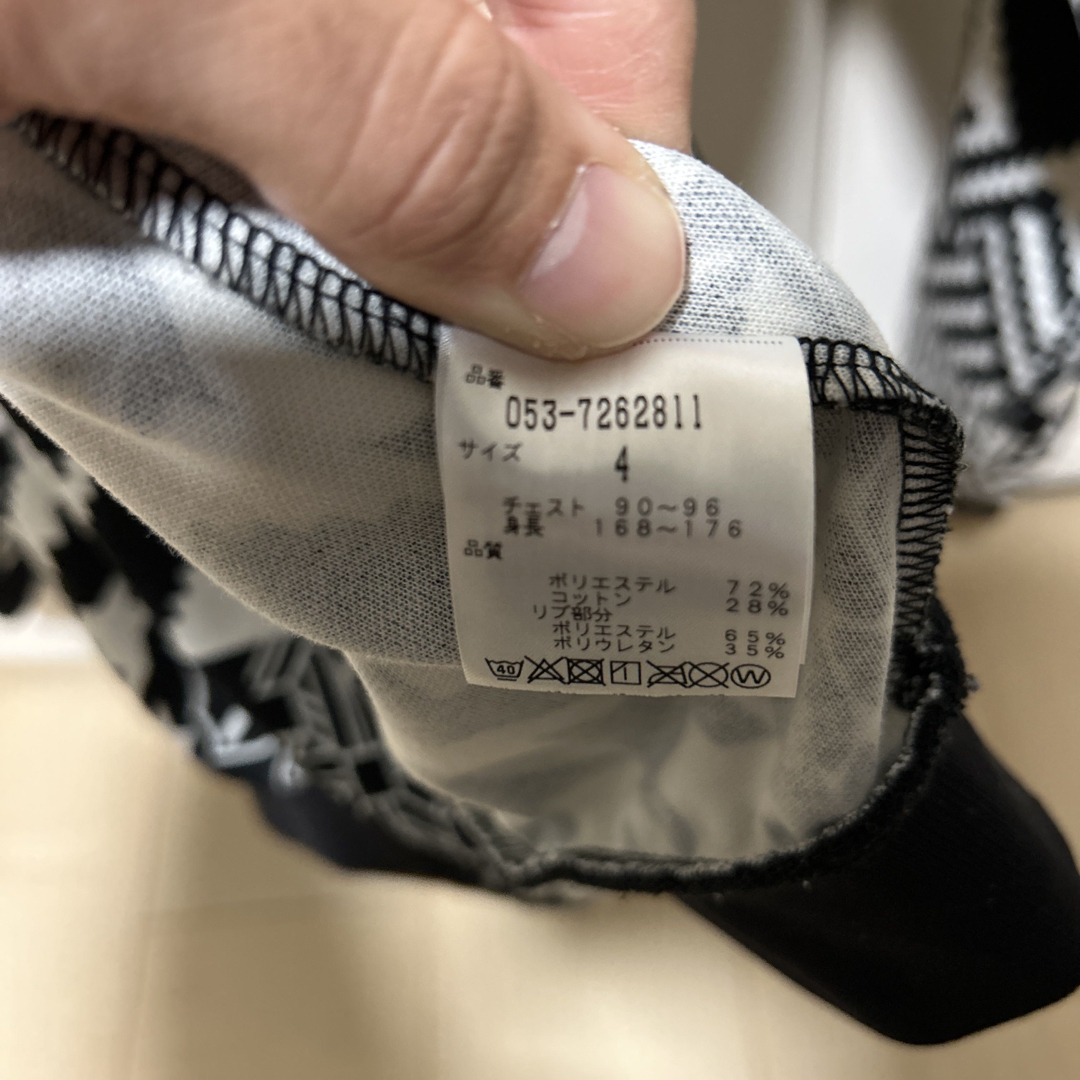 品番
053-7262811
サイズ 4
チェスト 90～96
身長 168～176
品質
ポリエステル 72%
コットン 28%
リブ部分
ポリエステル 65%
ポリウレタン 35%
40 W